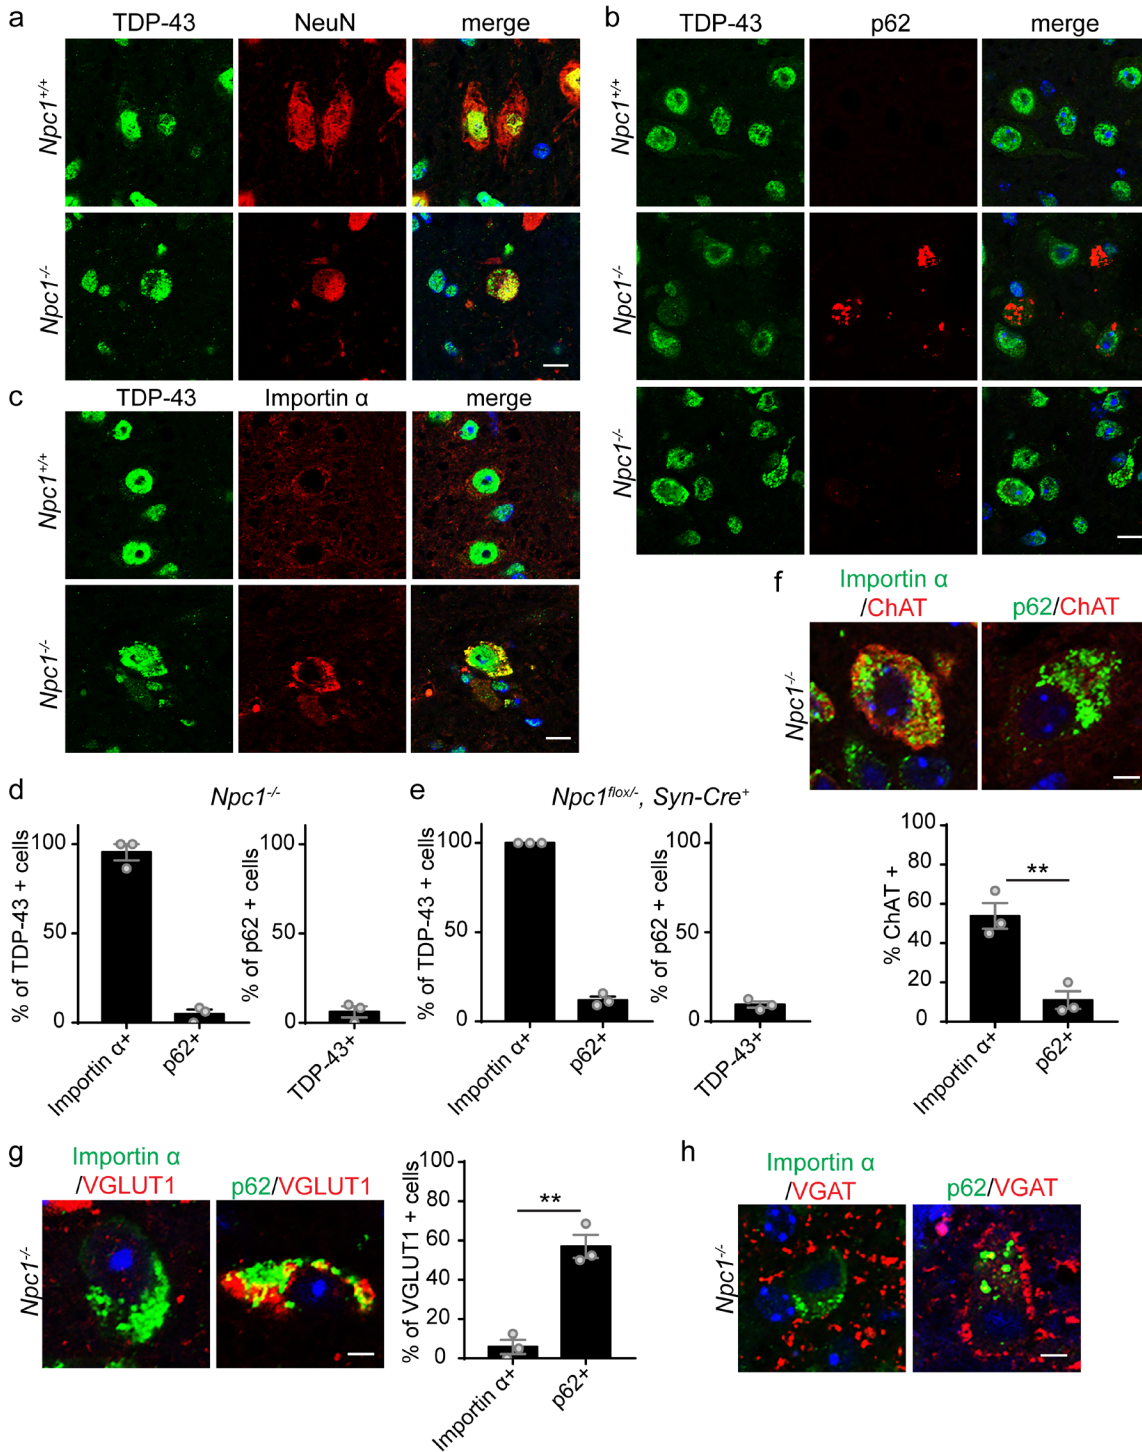 a
TDP-43 NeuN merge
Npc1+/+
Npc1-/-
b
TDP-43 p62 merge
Npc1+/+
Npc1-/-
Npc1-/-
c
TDP-43 Importin α merge
Npc1+/+
Npc1-/-
d
Npc1-/-
% of TDP-43 + cells
100
50
0
Importin α+
p62+
% of p62 + cells
100
50
0
TDP-43+
e
Npc1flox/-, Syn-Cre+
% of TDP-43 + cells
100
50
0
Importin α+
p62+
% of p62 + cells
100
50
0
TDP-43+
f
Importin α
/ChAT
p62/ChAT
Npc1-/-
% ChAT +
100
80
60
40
20
0
**
Importin α+
p62+
g
Importin α
/VGLUT1
p62/VGLUT1
Npc1-/-
% of VGLUT1 + cells
100
80
60
40
20
0
**
Importin α+
p62+
h
Importin α
/VGAT
p62/VGAT
Npc1-/-